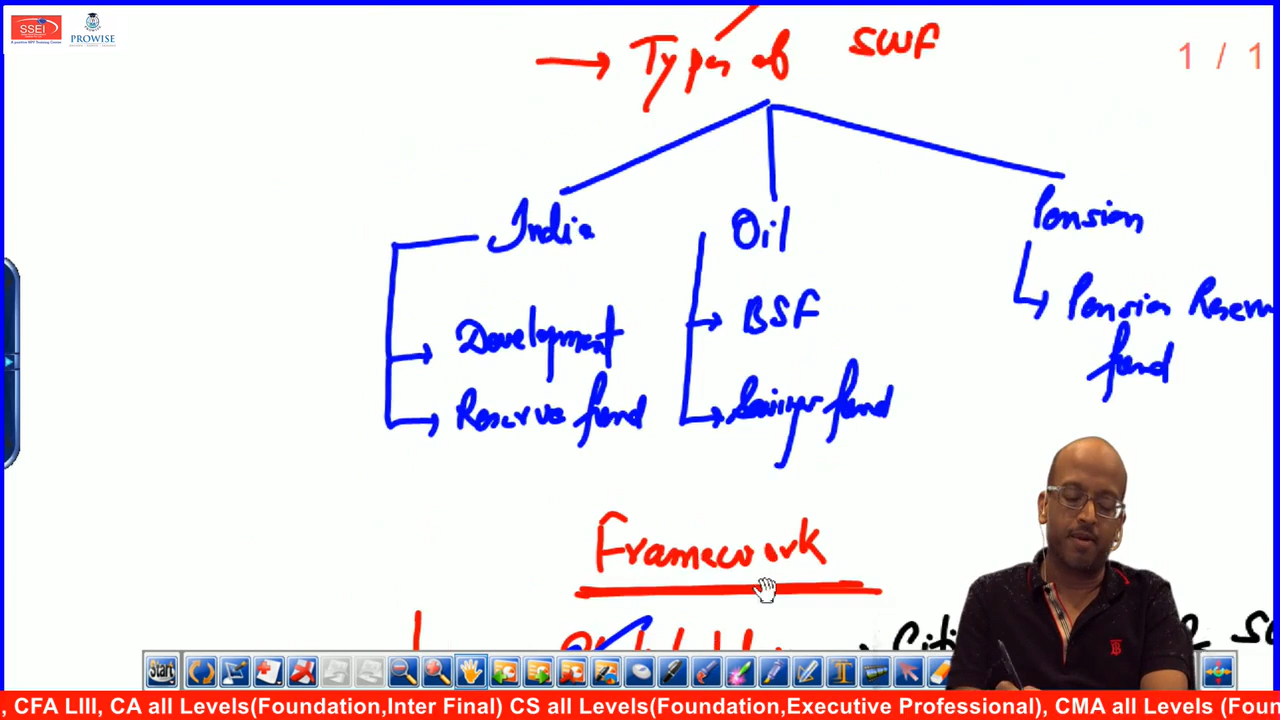 SSEI
PROWISE
→ Types of SWF
1 / 1
India
Oil
Pension
Development
Reserve fund
BSF
Savings fund
Pension Reserve
fund
Framework
Start
, CFA LIII, CA all Levels(Foundation,Inter Final) CS all Levels(Foundation,Executive Professional), CMA all Levels (Foun